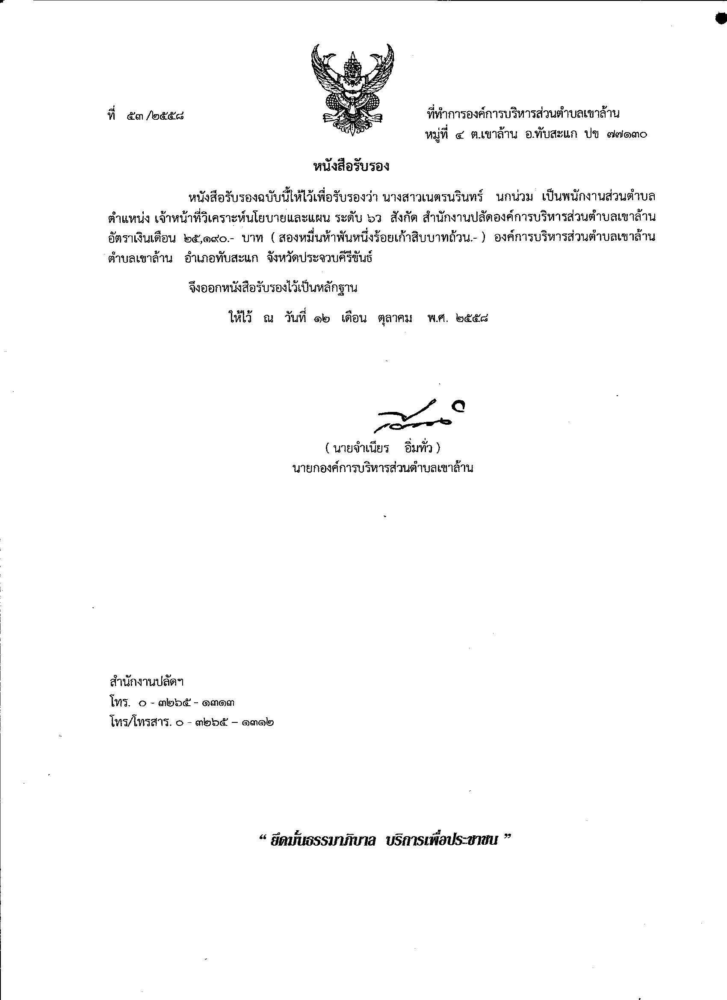 ที่ ๕๓/๒๕๕๘
ที่ทำการองค์การบริหารส่วนตำบลเขาล้าน
หมู่ที่ ๔ ต.เขาล้าน อ.ทับสะแก ปข ๗๗๑๓๐
หนังสือรับรอง
หนังสือรับรองฉบับนี้ให้ไว้เพื่อรับรองว่า นางสาวเนตรนรินทร์ นกน่วม เป็นพนักงานส่วนตำบล
ตำแหน่ง เจ้าหน้าที่วิเคราะห์นโยบายและแผน ระดับ ๖ว สังกัด สำนักงานปลัดองค์การบริหารส่วนตำบลเขาล้าน
อัตราเงินเดือน ๒๕,๑๙๐.- บาท ( สองหมื่นห้าพันหนึ่งร้อยเก้าสิบบาทถ้วน.- ) องค์การบริหารส่วนตำบลเขาล้าน
ตำบลเขาล้าน อำเภอทับสะแก จังหวัดประจวบคีรีขันธ์
จึงออกหนังสือรับรองไว้เป็นหลักฐาน
ให้ไว้ ณ วันที่ ๑๒ เดือน ตุลาคม พ.ศ. ๒๕๕๘
( นายจำเนียร อิ่มทั่ว )
นายกองค์การบริหารส่วนตำบลเขาล้าน
สำนักงานปลัดฯ
โทร. ๐ - ๓๒๖๕ - ๑๓๑๓
โทร/โทรสาร. ๐ - ๓๒๖๕ – ๑๓๑๒
“ ยึดมั่นธรรมาภิบาล บริการเพื่อประชาชน ”